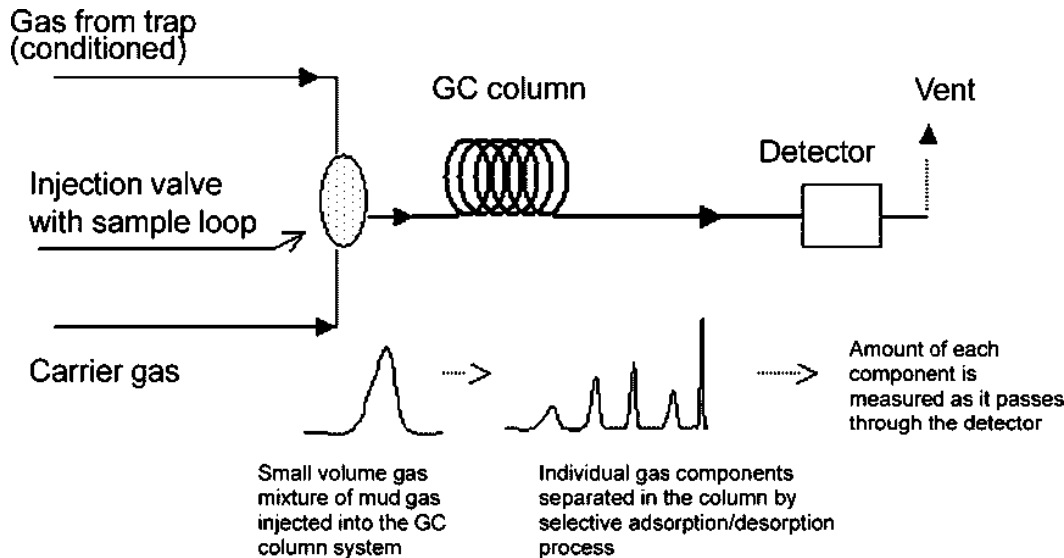 Gas from trap
(conditioned)
GC column
Vent
Detector
Injection valve
with sample loop
Carrier gas
Amount of each
component is
measured as it passes
through the detector
Small volume gas
mixture of mud gas
injected into the GC
column system
Individual gas components
separated in the column by
selective adsorption/desorption
process